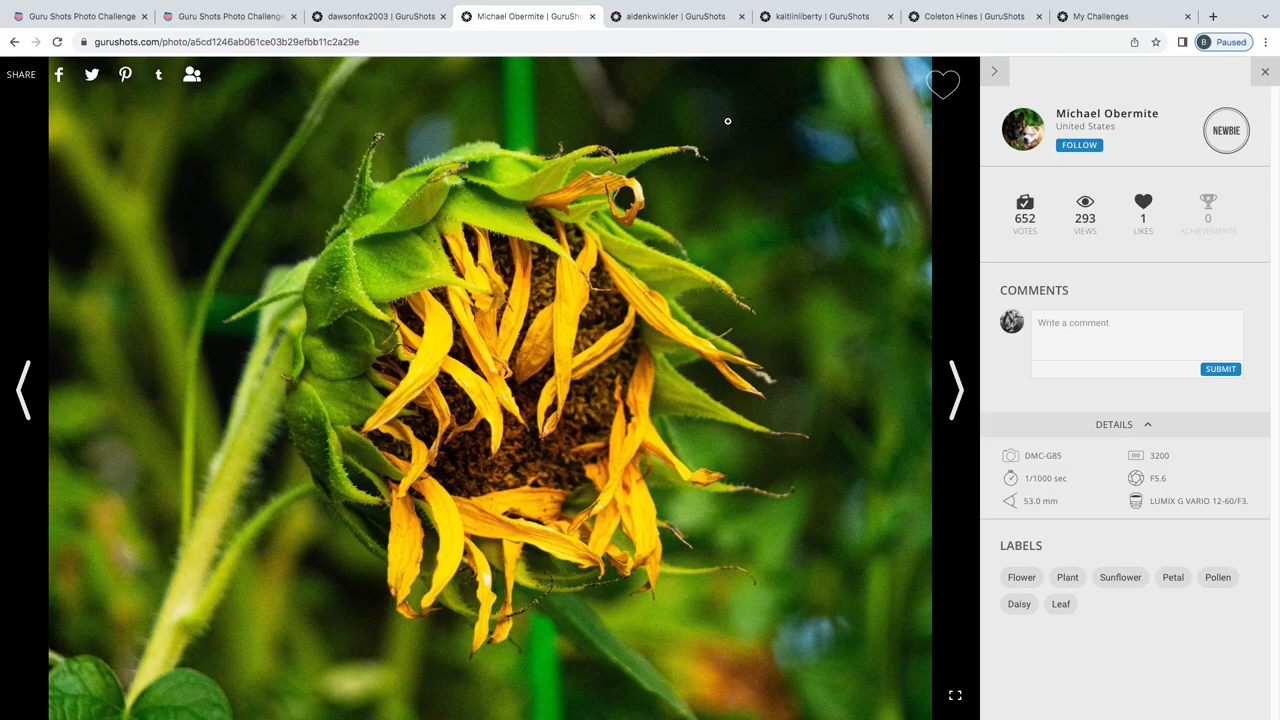 Guru Shots Photo Challenge
Guru Shots Photo Challenge
dawsonfox2003 | GuruShots
Michael Obermite | GuruSho
aidenkwinkler | GuruShots
kaitlinliberty | GuruShots
Coleton Hines | GuruShots
My Challenges
gurushots.com/photo/a5cd1246ab061ce03b29efbb11c2a29e
B Paused
SHARE
Michael Obermite
United States
FOLLOW
NEWBIE
652 293 1 0
VOTES VIEWS LIKES ACHIEVEMENTS
COMMENTS
Write a comment
SUBMIT
DETAILS
DMC-G85 ISO 3200
1/1000 sec F5.6
53.0 mm LUMIX G VARIO 12-60/F3.
LABELS
Flower Plant Sunflower Petal Pollen
Daisy Leaf